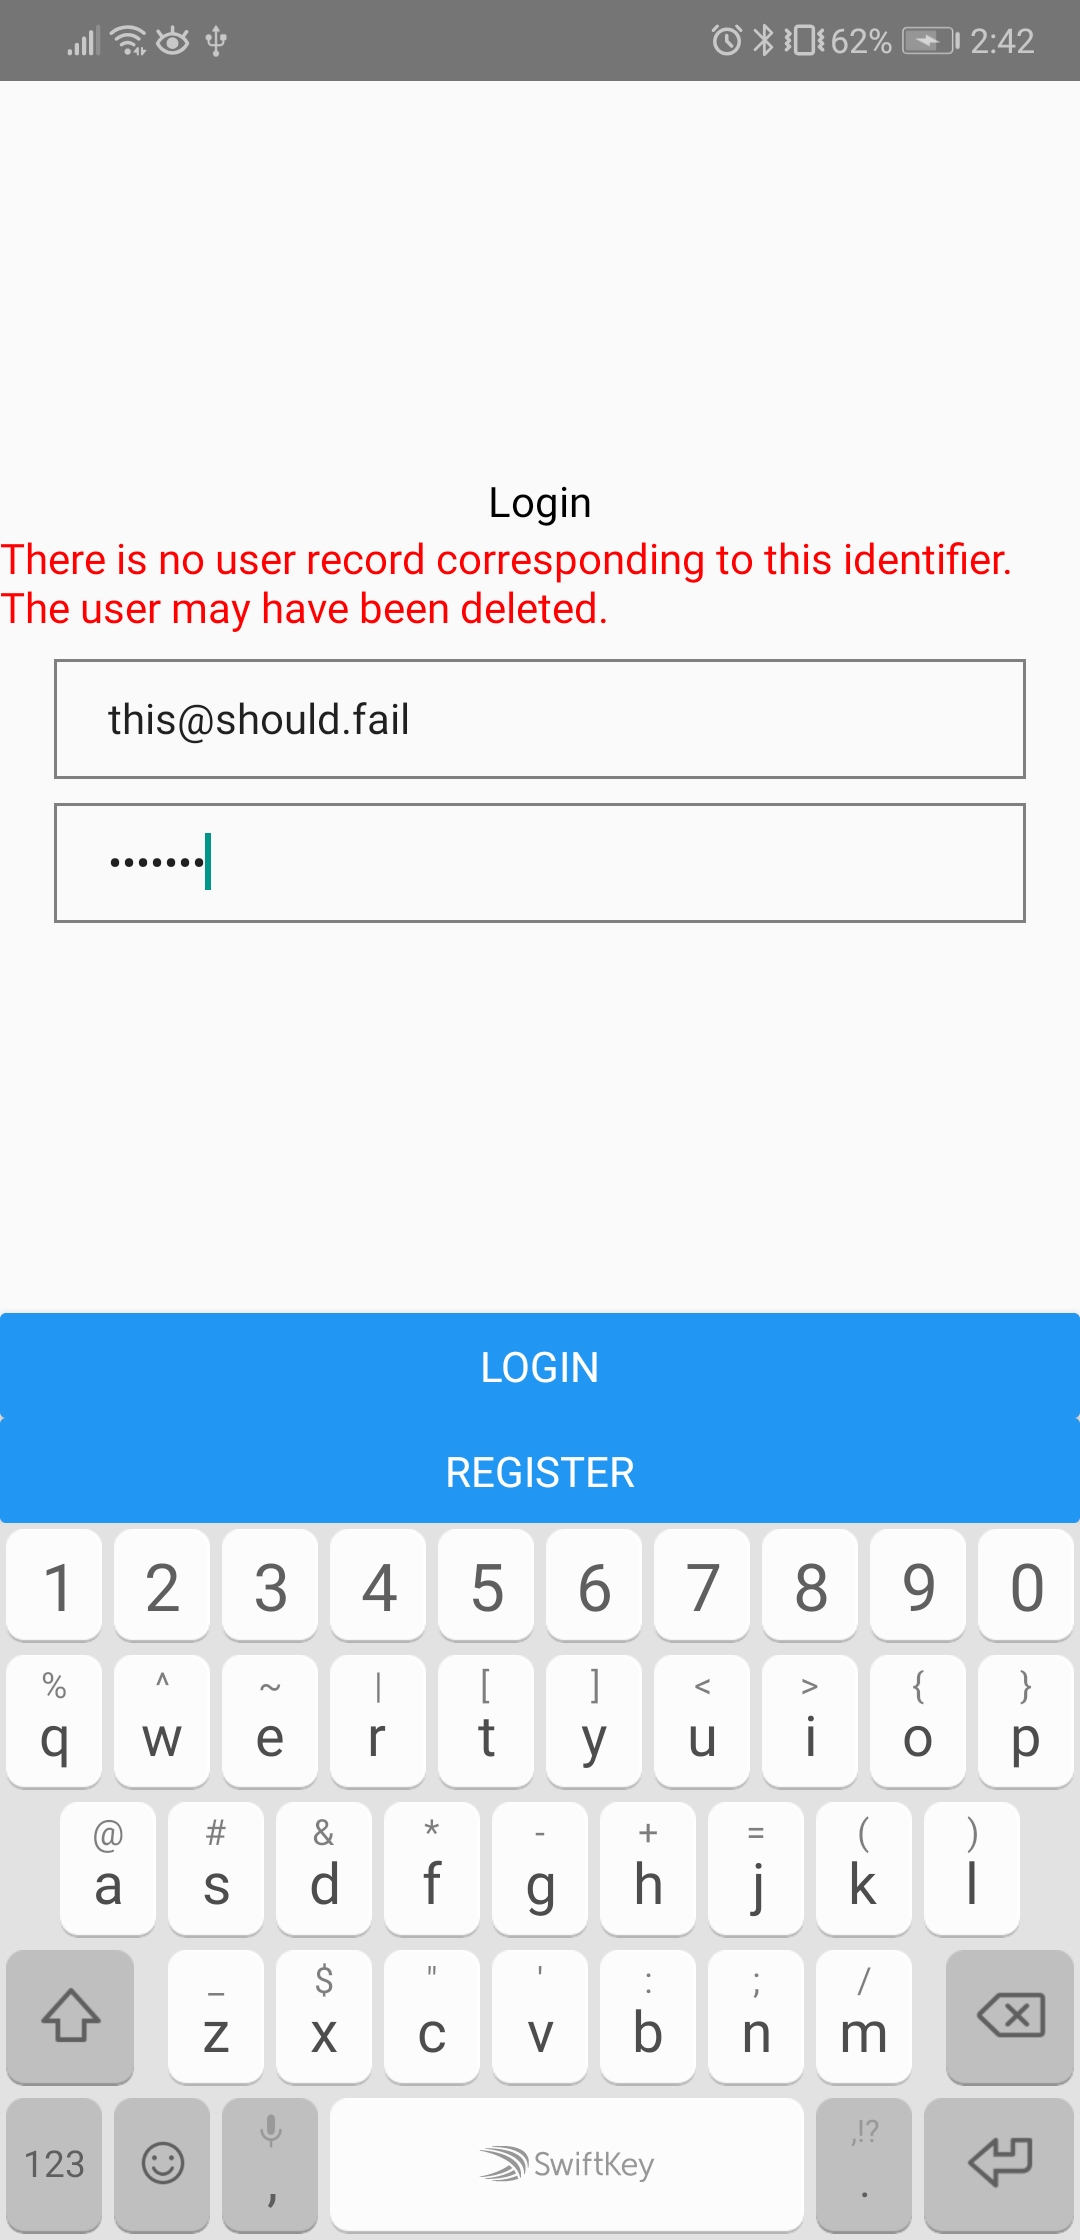 62% 2:42
Login
There is no user record corresponding to this identifier.
The user may have been deleted.
this@should.fail
•••••••
LOGIN
REGISTER
1 2 3 4 5 6 7 8 9 0
% ^ ~ | [ ] < > { }
q w e r t y u i o p
@ # & * - + = ( )
a s d f g h j k l
_ $ " ' : ; /
z x c v b n m
,!?
123 , SwiftKey .